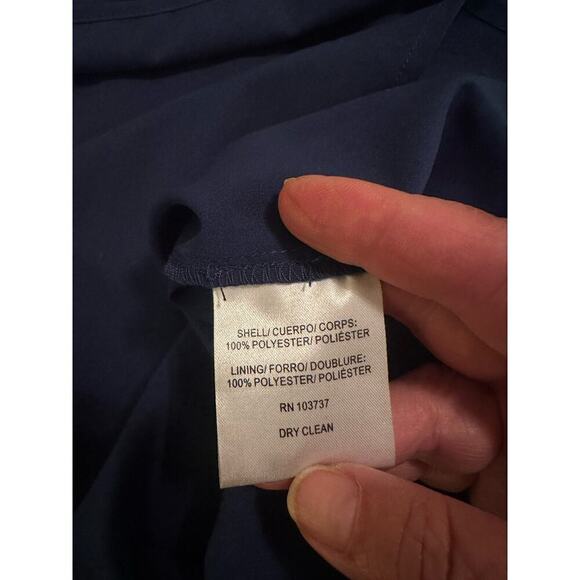 SHELL/ CUERPO/ CORPS:
100% POLYESTER/ POLIÉSTER
LINING/ FORRO/ DOUBLURE:
100% POLYESTER/ POLIÉSTER
RN 103737
DRY CLEAN